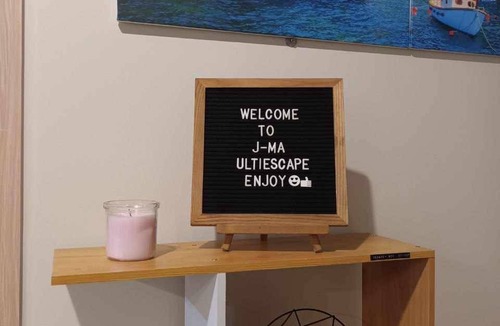 WELCOME
TO
J-MA
ULTIESCAPE
ENJOY😀👍